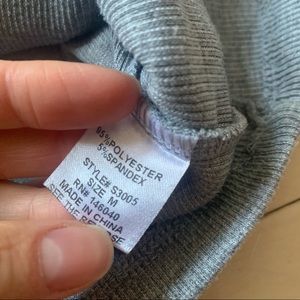 95%POLYESTER
5%SPANDEX
STYLE# S3005
SIZE M
RN# 146040
MADE IN CHINA
SEE THE REVERSE